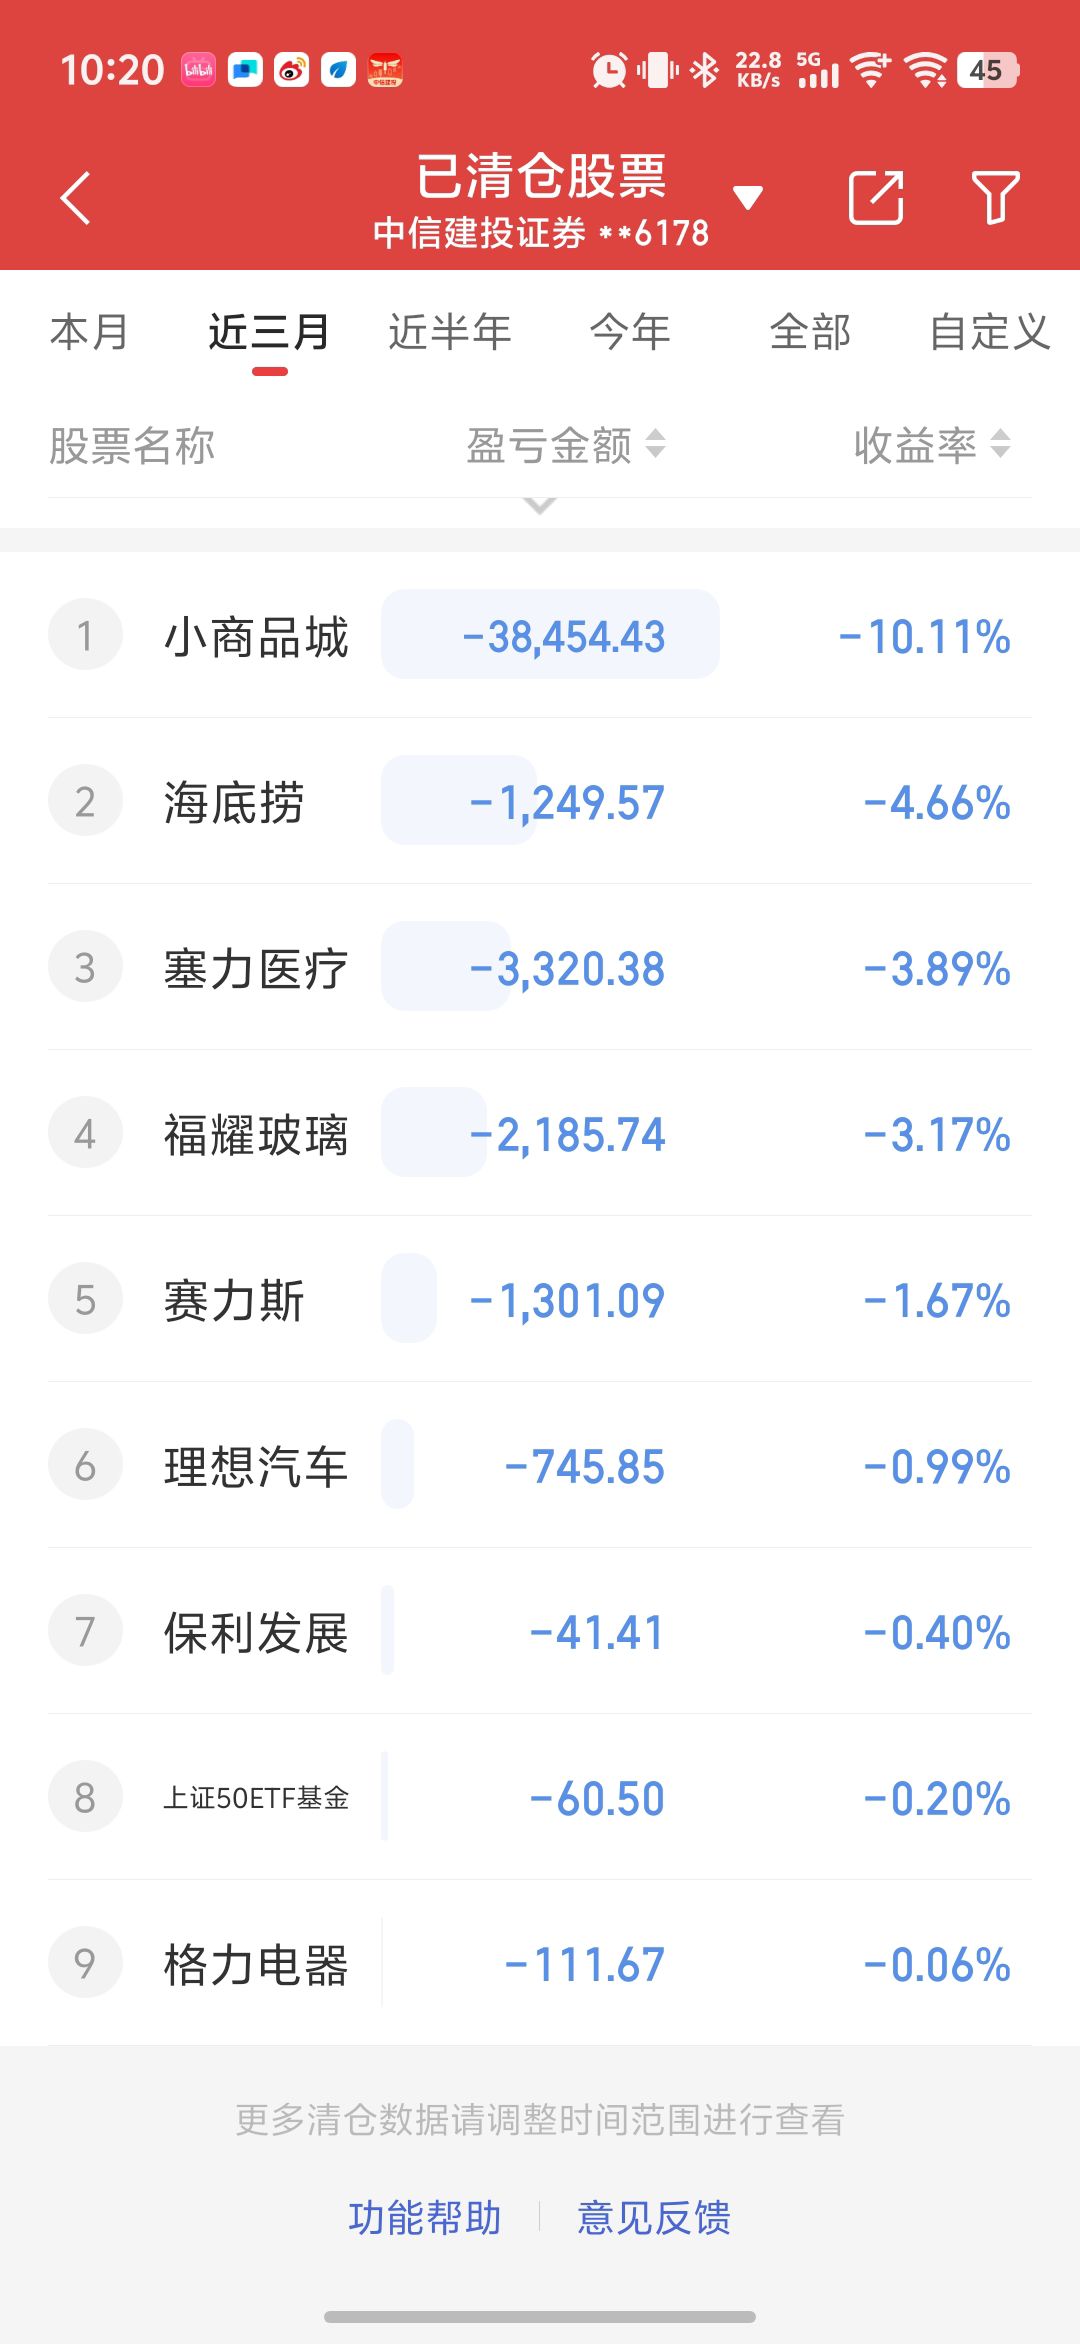 10:20 bilibili 中信建投 22.8 KB/s 5G 45
已清仓股票
中信建投证券 **6178
本月 近三月 近半年 今年 全部 自定义
股票名称 盈亏金额 收益率
1 小商品城 -38,454.43 -10.11%
2 海底捞 -1,249.57 -4.66%
3 塞力医疗 -3,320.38 -3.89%
4 福耀玻璃 -2,185.74 -3.17%
5 赛力斯 -1,301.09 -1.67%
6 理想汽车 -745.85 -0.99%
7 保利发展 -41.41 -0.40%
8 上证50ETF基金 -60.50 -0.20%
9 格力电器 -111.67 -0.06%
更多清仓数据请调整时间范围进行查看
功能帮助 意见反馈